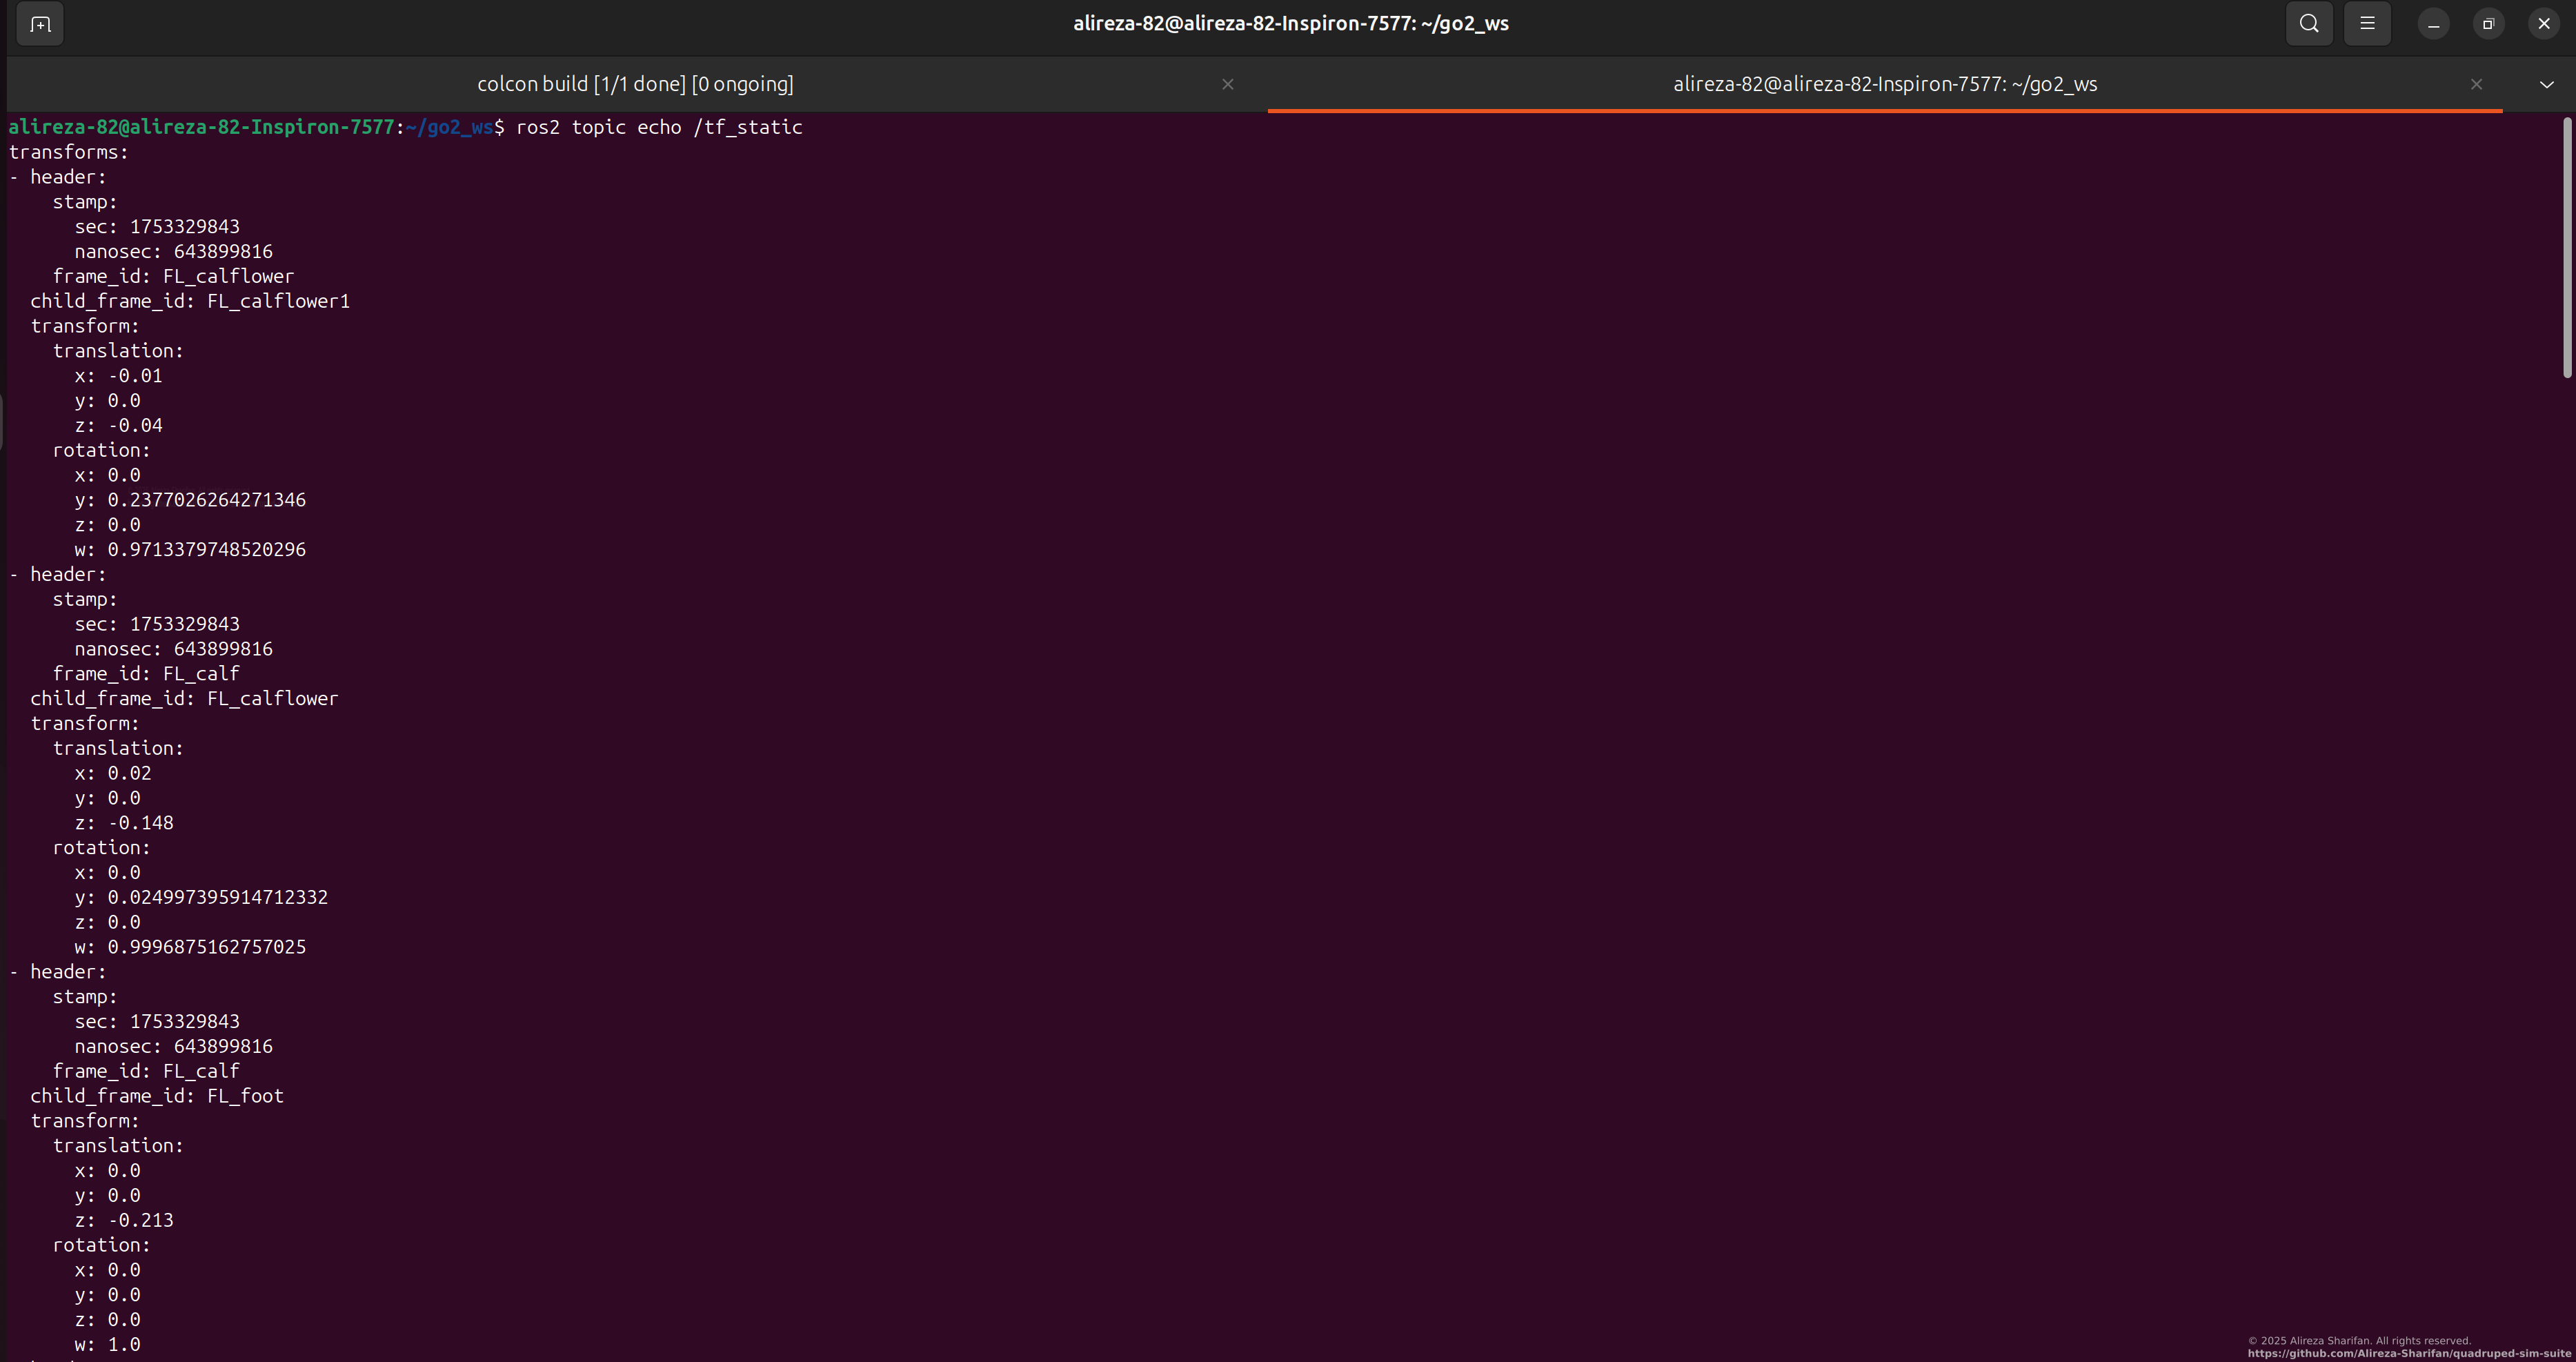 alireza-82@alireza-82-Inspiron-7577: ~/go2_ws
colcon build [1/1 done] [0 ongoing]
alireza-82@alireza-82-Inspiron-7577: ~/go2_ws
alireza-82@alireza-82-Inspiron-7577:~/go2_ws$ ros2 topic echo /tf_static
transforms:
- header:
    stamp:
      sec: 1753329843
      nanosec: 643899816
    frame_id: FL_calflower
  child_frame_id: FL_calflower1
  transform:
    translation:
      x: -0.01
      y: 0.0
      z: -0.04
    rotation:
      x: 0.0
      y: 0.2377026264271346
      z: 0.0
      w: 0.9713379748520296
- header:
    stamp:
      sec: 1753329843
      nanosec: 643899816
    frame_id: FL_calf
  child_frame_id: FL_calflower
  transform:
    translation:
      x: 0.02
      y: 0.0
      z: -0.148
    rotation:
      x: 0.0
      y: 0.024997395914712332
      z: 0.0
      w: 0.9996875162757025
- header:
    stamp:
      sec: 1753329843
      nanosec: 643899816
    frame_id: FL_calf
  child_frame_id: FL_foot
  transform:
    translation:
      x: 0.0
      y: 0.0
      z: -0.213
    rotation:
      x: 0.0
      y: 0.0
      z: 0.0
      w: 1.0
© 2025 Alireza Sharifan. All rights reserved.
https://github.com/Alireza-Sharifan/quadruped-sim-suite